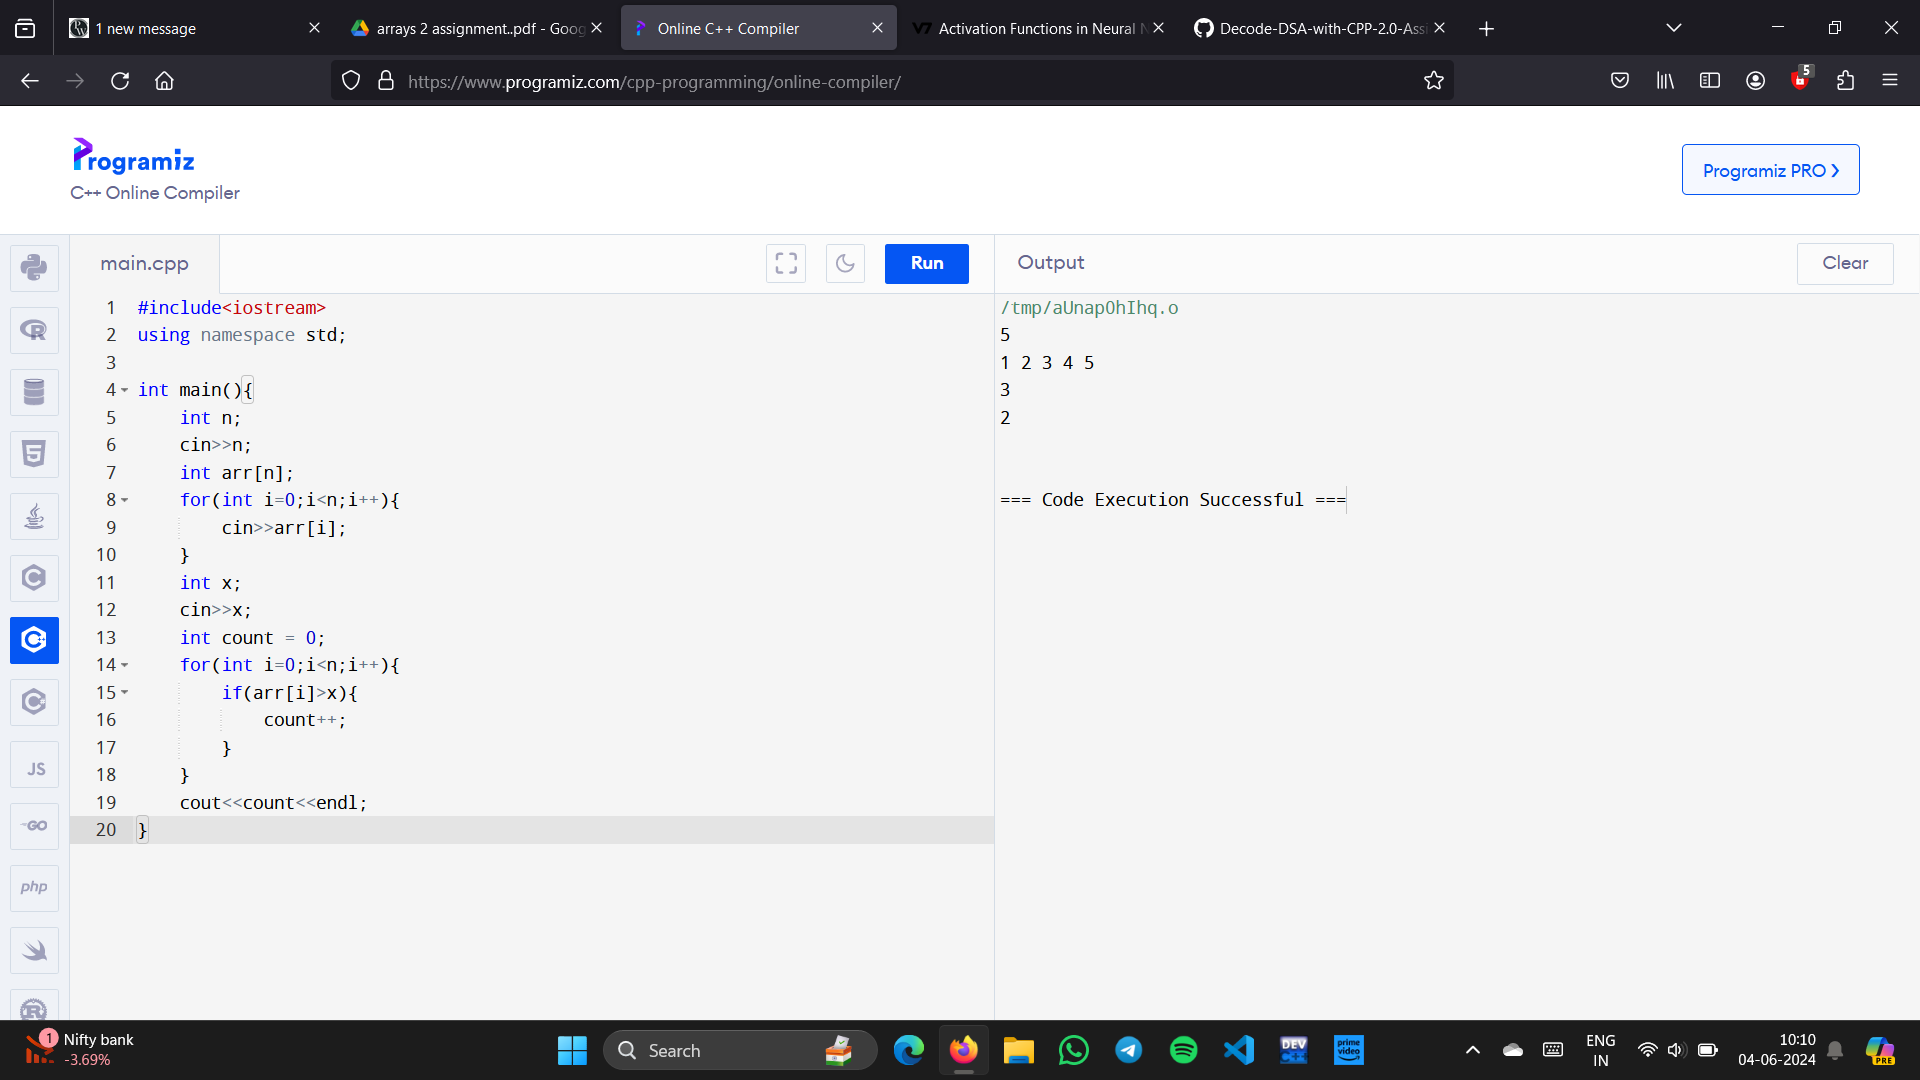 1 new message
arrays 2 assignment..pdf - Goog
Online C++ Compiler
Activation Functions in Neural N
Decode-DSA-with-CPP-2.0-Assi
https://www.programiz.com/cpp-programming/online-compiler/
5
Programiz
C++ Online Compiler
Programiz PRO ❯
main.cpp
Run
Output
Clear
1 #include<iostream>
2 using namespace std;
3
4 int main(){
5 int n;
6 cin>>n;
7 int arr[n];
8 for(int i=0;i<n;i++){
9 cin>>arr[i];
10 }
11 int x;
12 cin>>x;
13 int count = 0;
14 for(int i=0;i<n;i++){
15 if(arr[i]>x){
16 count++;
17 }
18 }
19 cout<<count<<endl;
20 }
/tmp/aUnapOhIhq.o
5
1 2 3 4 5
3
2
=== Code Execution Successful ===
JS
GO
php
1
Nifty bank
-3.69%
Search
DEV
C++
prime video
ENG
IN
10:10
04-06-2024
PRE